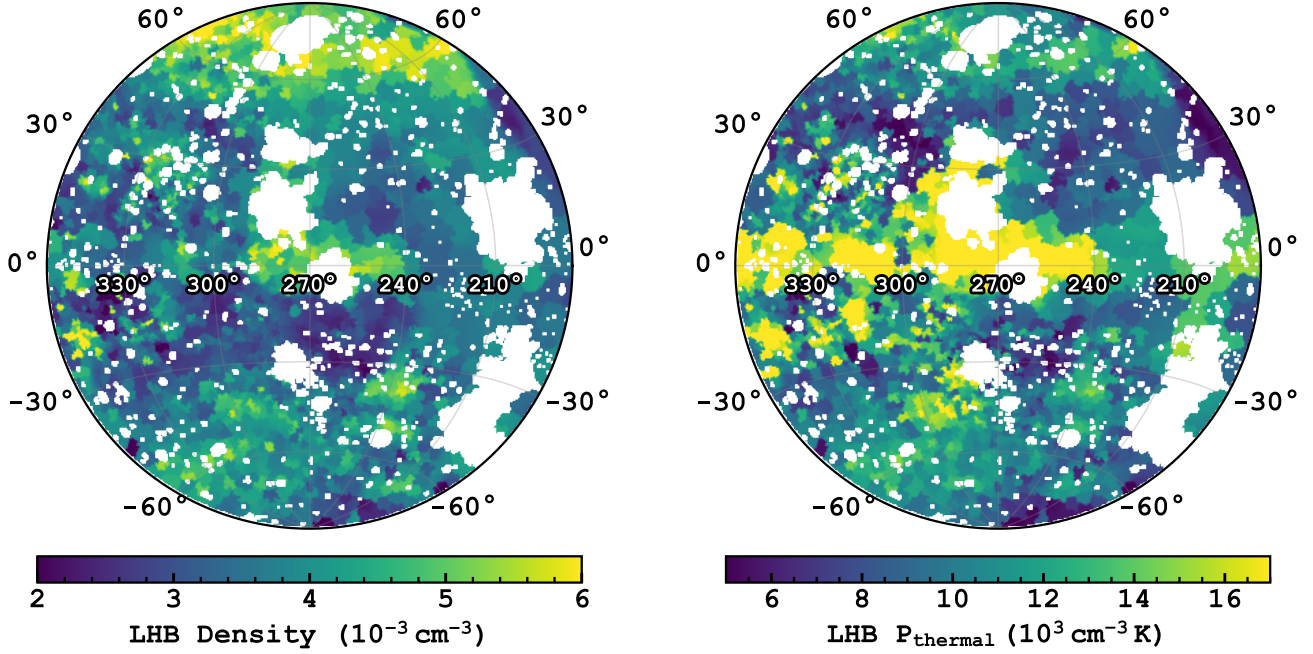 60° 60° 60° 60°
30° 30° 30° 30°
0° 330° 300° 270° 240° 210° 0° 0° 330° 300° 270° 240° 210° 0°
−30° −30° −30° −30°
−60° −60° −60° −60°
2 3 4 5 6 6 8 10 12 14 16
LHB Density (10⁻³ cm⁻³) LHB P_thermal (10³ cm⁻³ K)